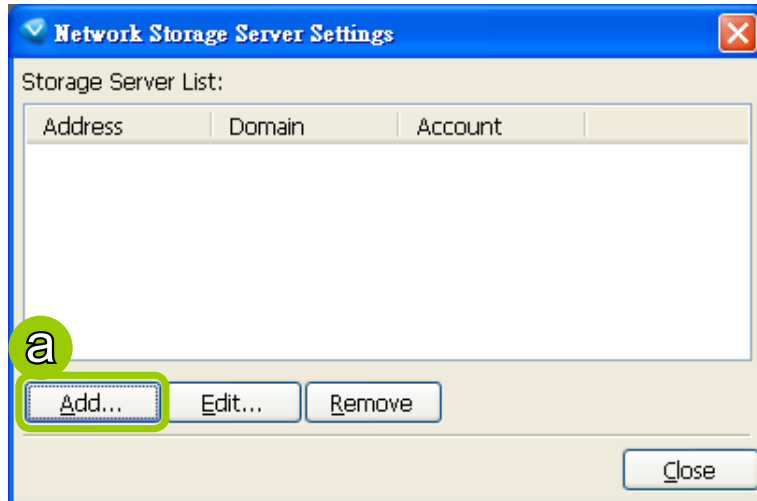 Network Storage Server Settings
Storage Server List:
Address Domain Account
a
Add... Edit... Remove
Close